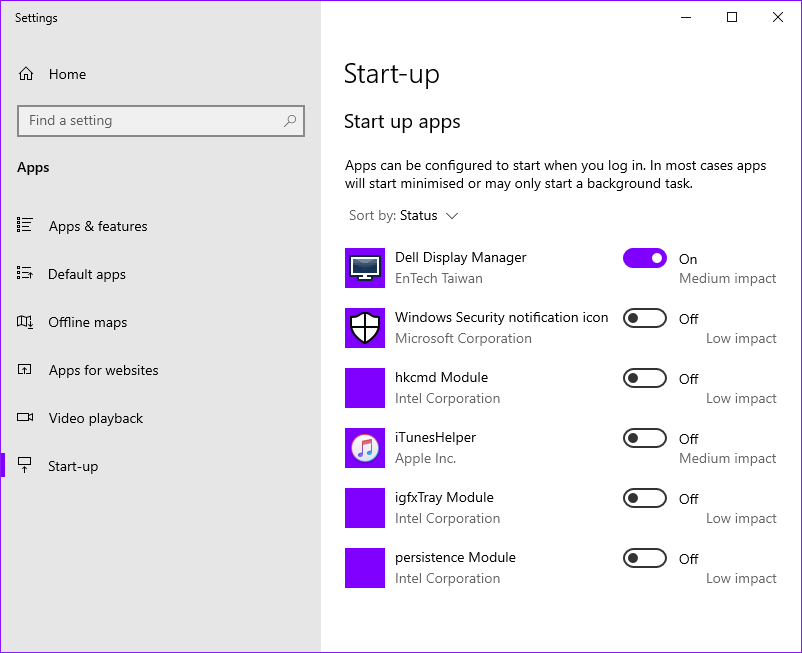 Settings
Home
Find a setting
Apps
Apps & features
Default apps
Offline maps
Apps for websites
Video playback
Start-up
Start-up
Start up apps
Apps can be configured to start when you log in. In most cases apps
will start minimised or may only start a background task.
Sort by: Status
Dell Display Manager
On
EnTech Taiwan
Medium impact
Windows Security notification icon
Off
Microsoft Corporation
Low impact
hkcmd Module
Off
Intel Corporation
Low impact
iTunesHelper
Off
Apple Inc.
Medium impact
igfxTray Module
Off
Intel Corporation
Low impact
persistence Module
Off
Intel Corporation
Low impact